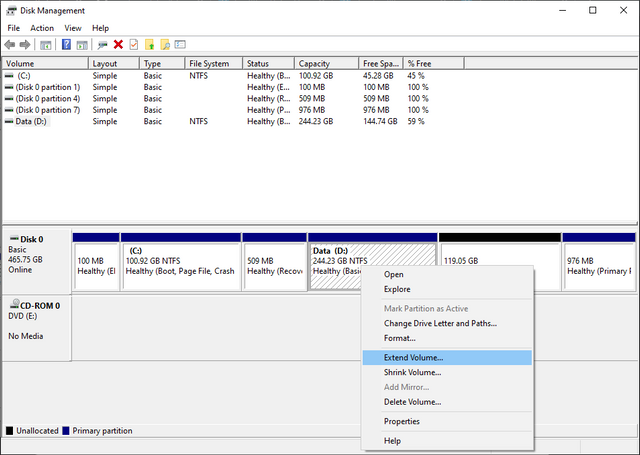 Disk Management
File Action View Help
Volume Layout Type File System Status Capacity Free Spa... % Free
(C:) Simple Basic NTFS Healthy (B... 100.92 GB 45.28 GB 45 %
(Disk 0 partition 1) Simple Basic Healthy (E... 100 MB 100 MB 100 %
(Disk 0 partition 4) Simple Basic Healthy (R... 509 MB 509 MB 100 %
(Disk 0 partition 7) Simple Basic Healthy (P... 976 MB 976 MB 100 %
Data (D:) Simple Basic NTFS Healthy (B... 244.23 GB 144.74 GB 59 %
Disk 0
Basic
465.75 GB
Online
100 MB
Healthy (EI
(C:)
100.92 GB NTFS
Healthy (Boot, Page File, Crash
509 MB
Healthy (Recov
Data (D:)
244.23 GB NTFS
Healthy (Basic
119.05 GB
976 MB
Healthy (Primary F
Open
Explore
Mark Partition as Active
Change Drive Letter and Paths...
Format...
Extend Volume...
Shrink Volume...
Add Mirror...
Delete Volume...
Properties
Help
CD-ROM 0
DVD (E:)
No Media
Unallocated Primary partition